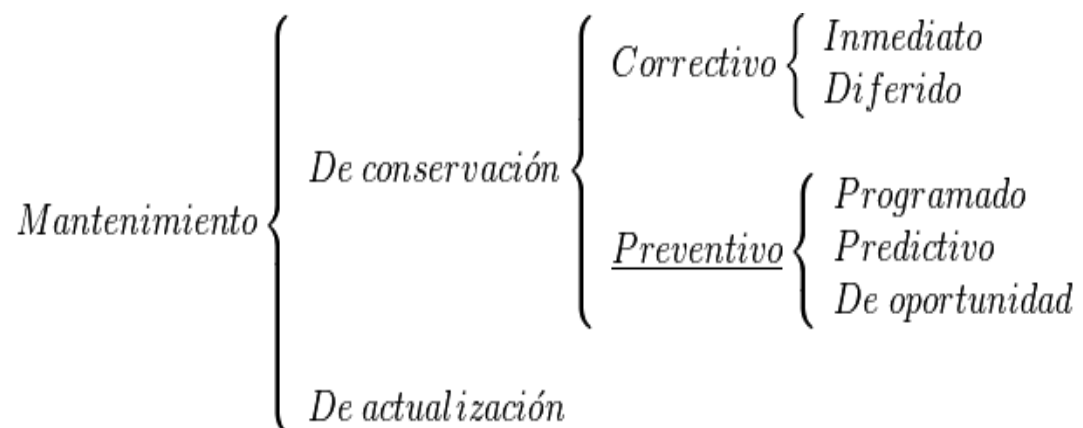 Mantenimiento
De conservación
Correctivo
Inmediato
Diferido
Preventivo
Programado
Predictivo
De oportunidad
De actualización